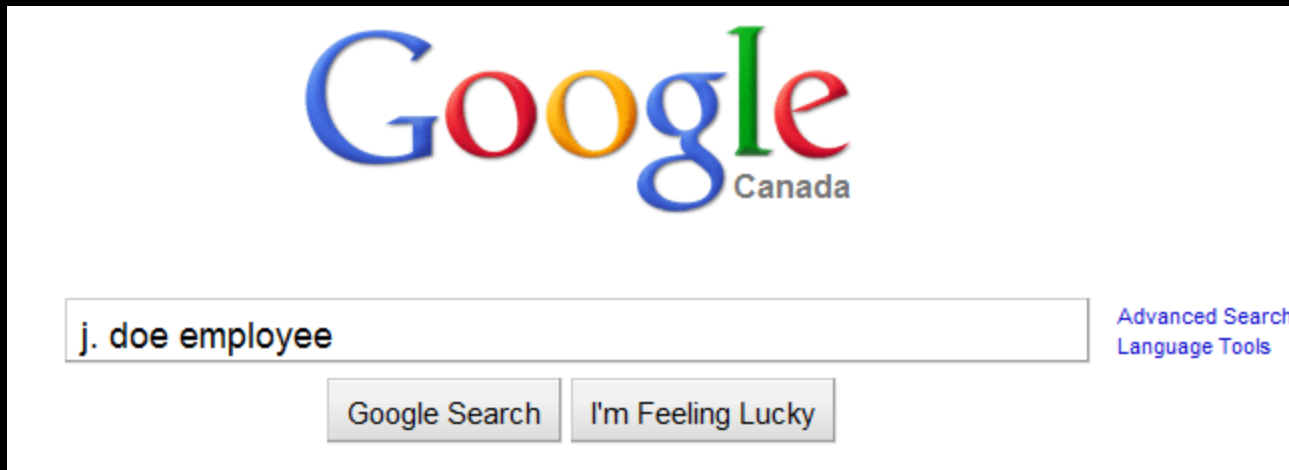 Google
Canada
j. doe employee
Advanced Search
Language Tools
Google Search
I'm Feeling Lucky